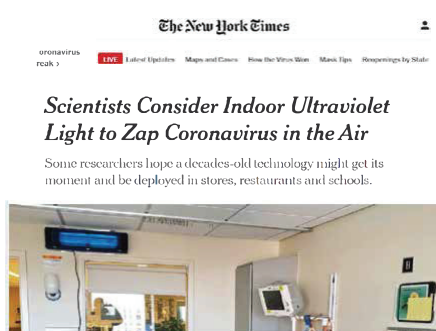 The New York Times
oronavirus
reak >
LIVE Latest Updates Maps and Cases How the Virus Won Mask Tips Reopenings by State
Scientists Consider Indoor Ultraviolet
Light to Zap Coronavirus in the Air
Some researchers hope a decades-old technology might get its
moment and be deployed in stores, restaurants and schools.